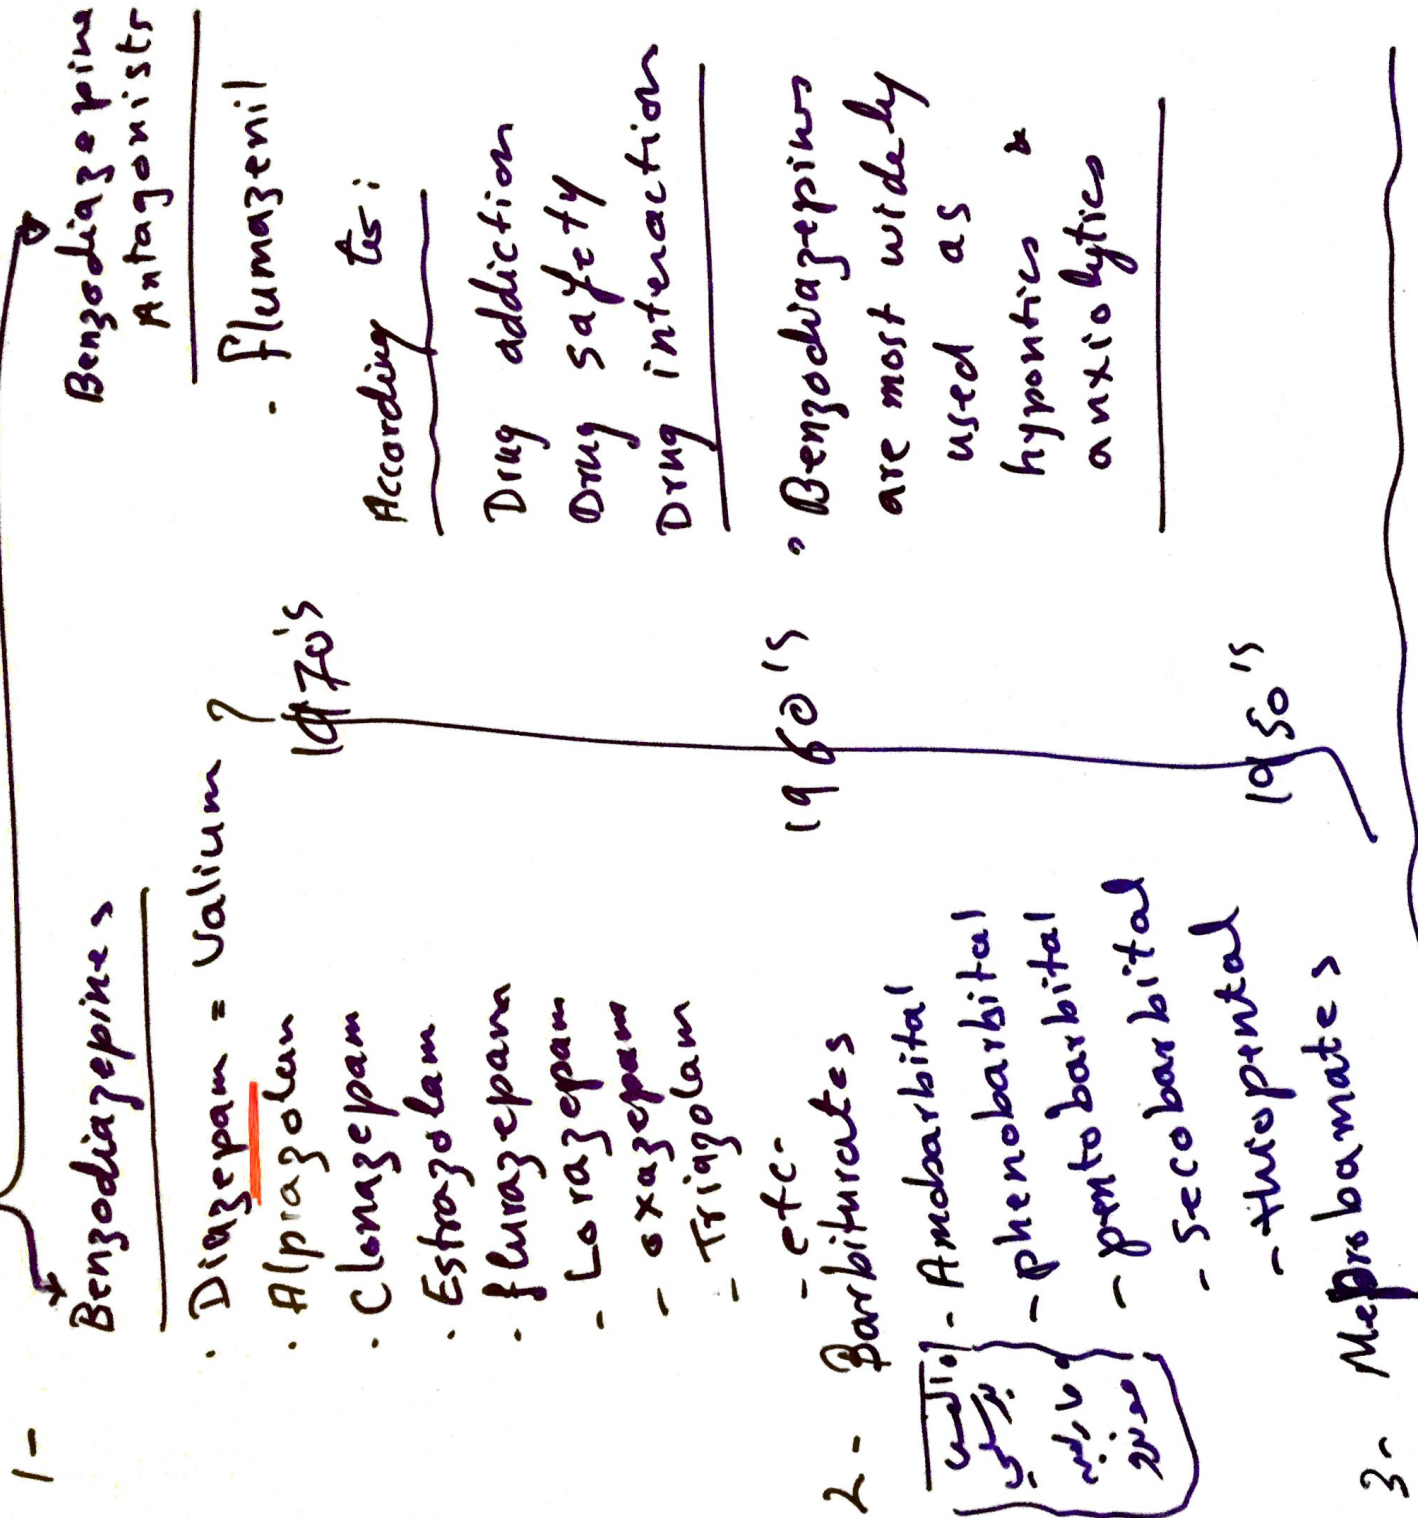 1-
Benzodiazepines
· Diazepam = Valium ?
· Alprazolam
· Clonazepam
· Estrazolam
· flurazepam
- Lorazepam
- oxazepam
- Triazolam
- etc.
2- Barbiturates
- Amobarbital
- phenobarbital
- pentobarbital
- secobarbital
- thiopental
3- Meprobamates
1970's
1960's
1950's
Benzodiazepine
Antagonists
· flumazenil
According to:
Drug addiction
Drug safety
Drug interaction
· Benzodiazepines
are most widely
used as
hypontics &
anxiolytics